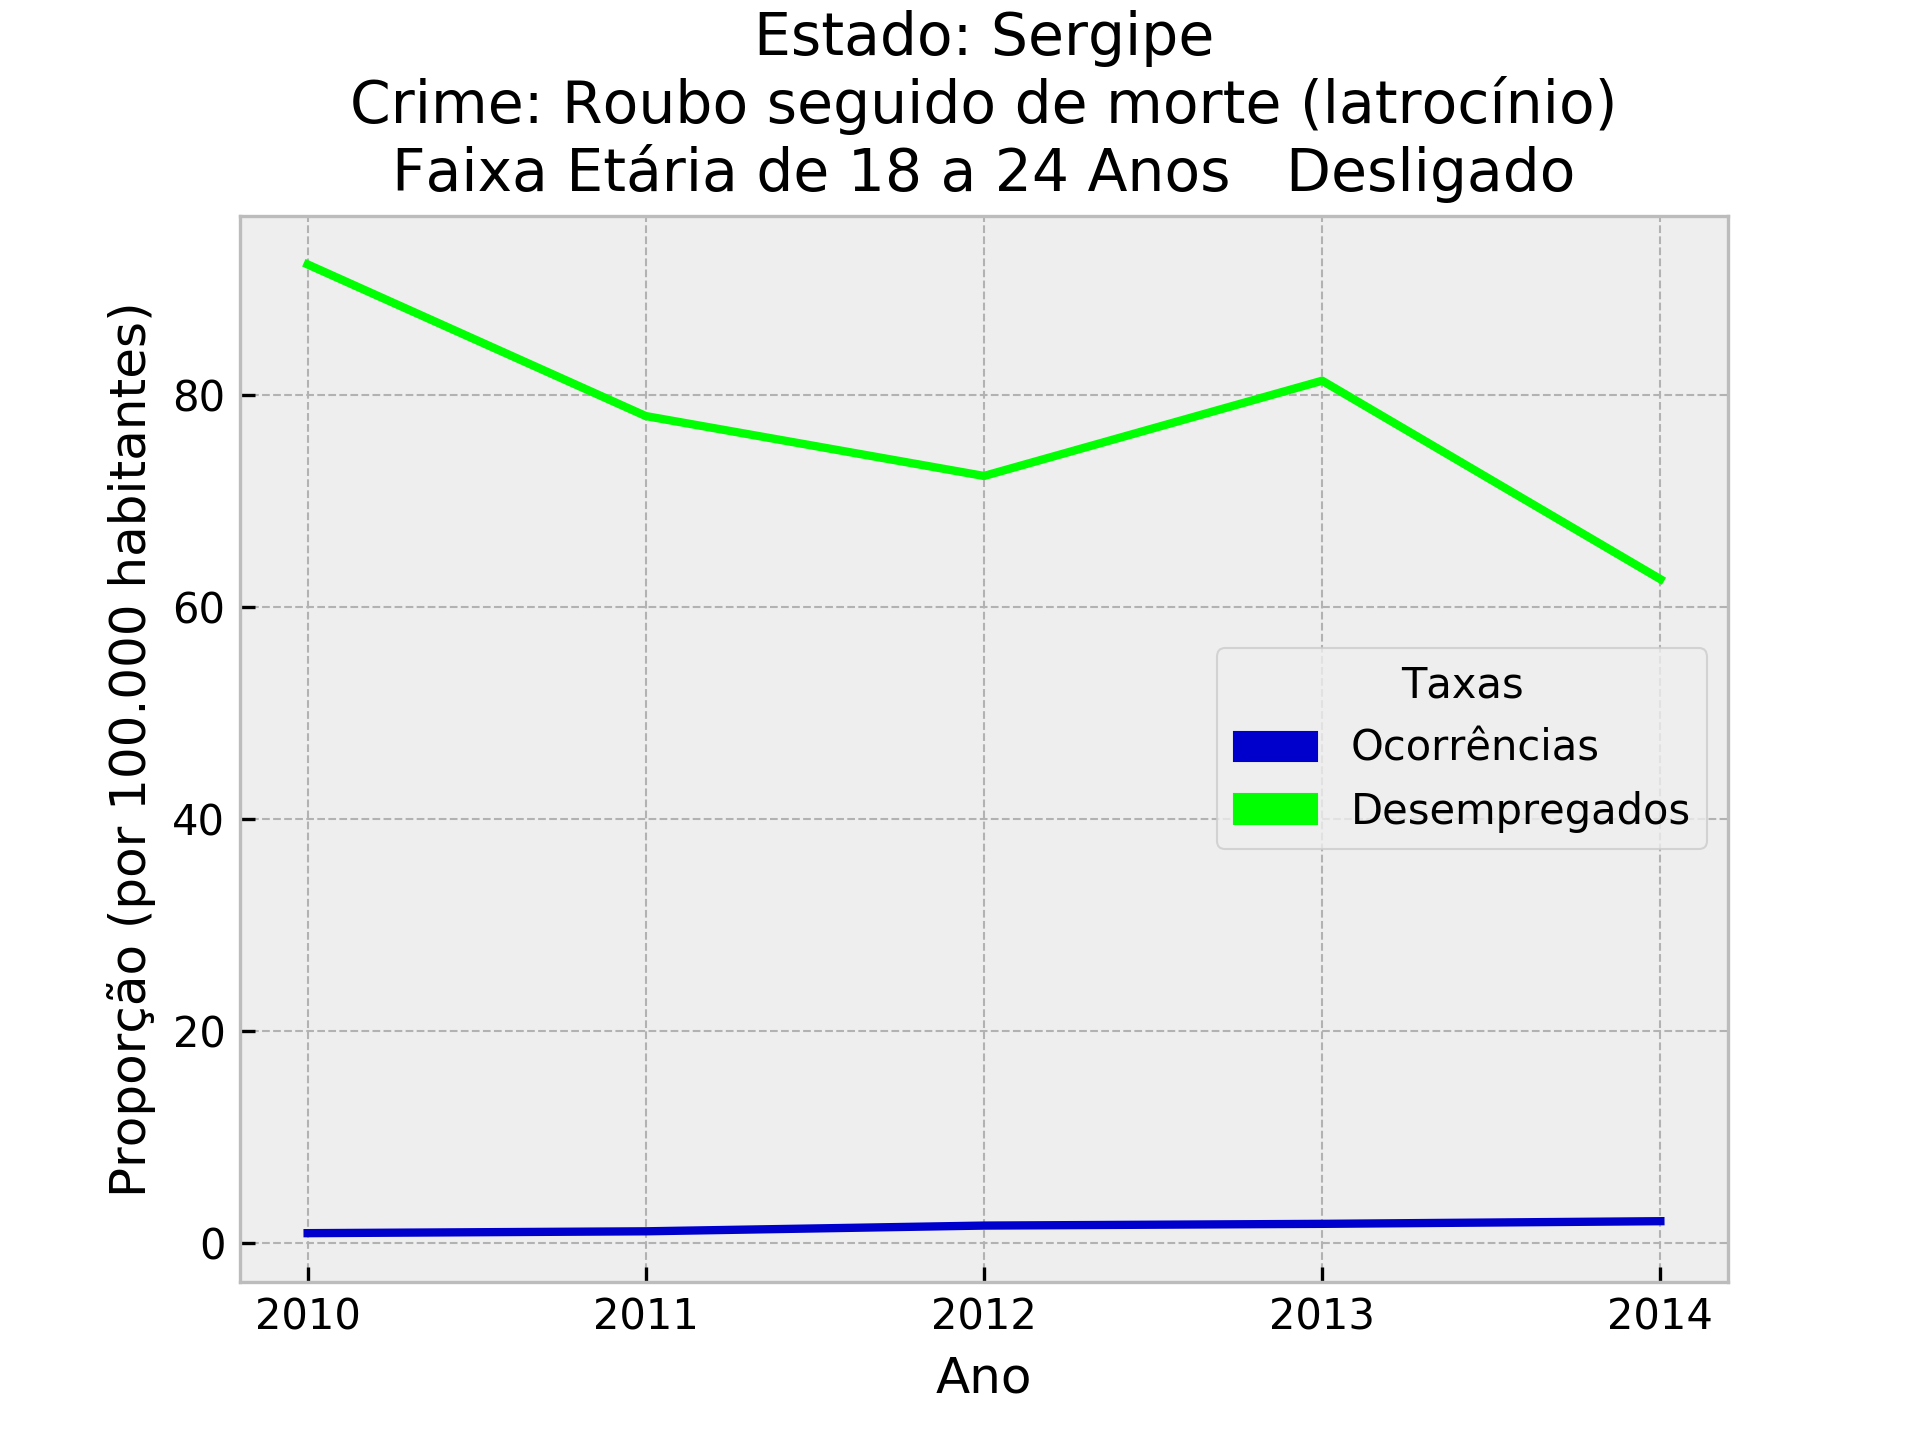 Estado: Sergipe
Crime: Roubo seguido de morte (latrocínio)
Faixa Etária de 18 a 24 Anos   Desligado
Proporção (por 100.000 habitantes)
80
60
40
20
0
Taxas
Ocorrências
Desempregados
2010 2011 2012 2013 2014
Ano